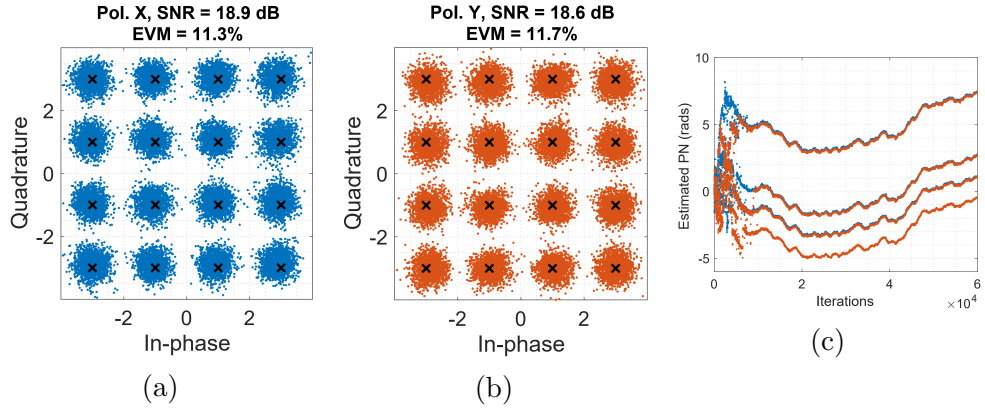 Pol. X, SNR = 18.9 dB
EVM = 11.3%
Quadrature
2
0
-2
-2
0
2
In-phase
(a)
Pol. Y, SNR = 18.6 dB
EVM = 11.7%
Quadrature
2
0
-2
-2
0
2
In-phase
(b)
Estimated PN (rads)
10
5
0
-5
0
2
4
6
Iterations
×10⁴
(c)